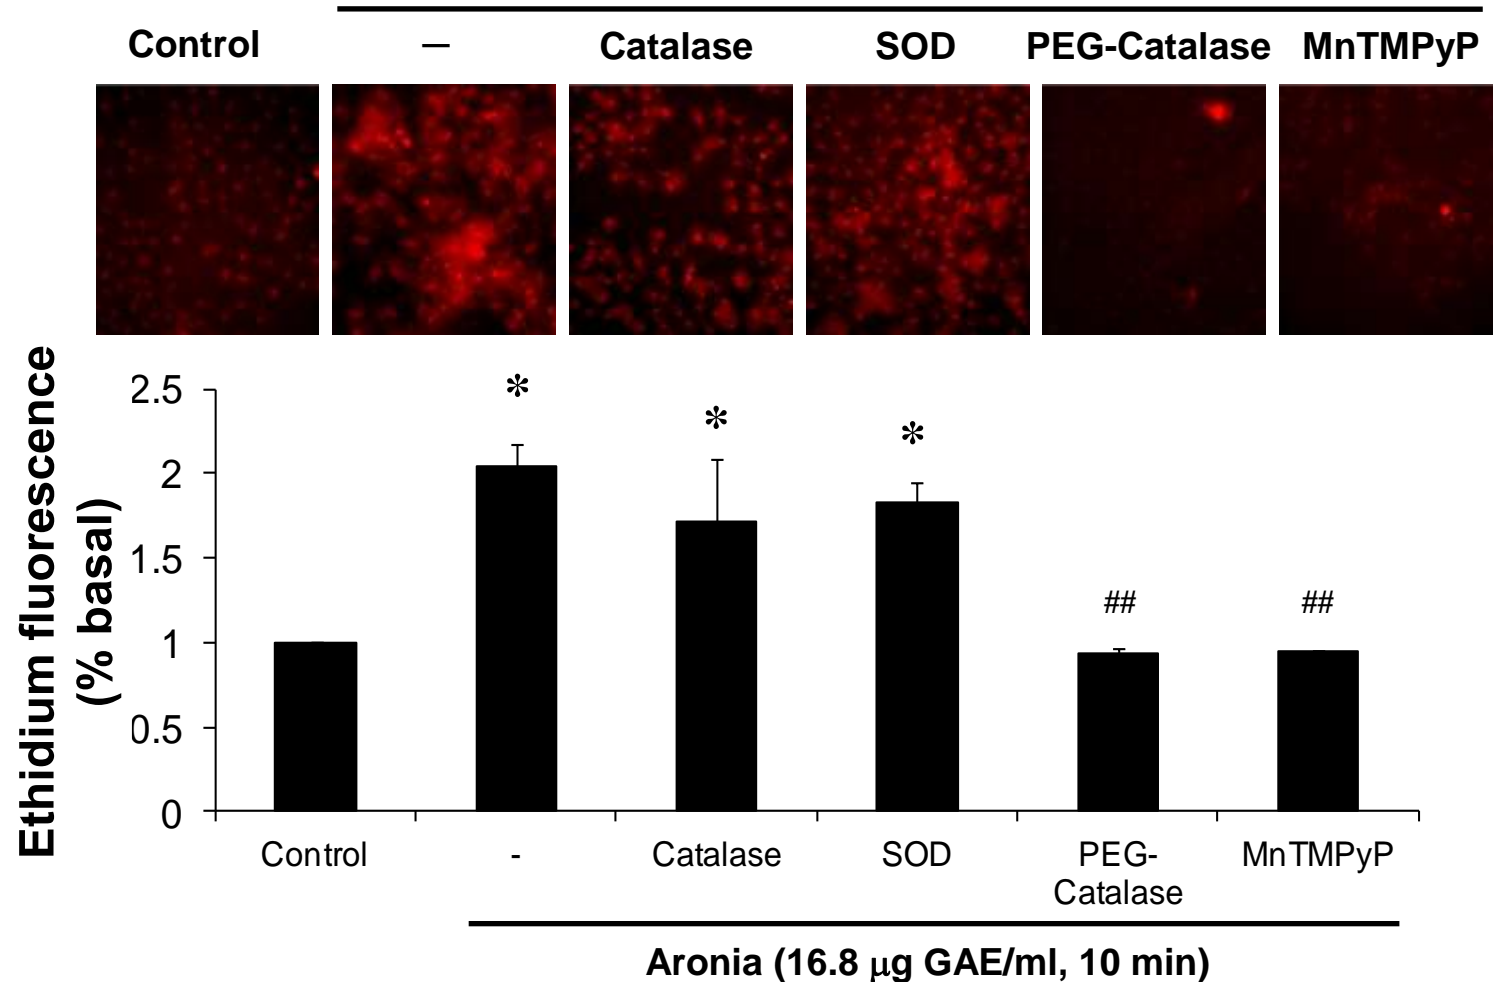 Control – Catalase SOD PEG-Catalase MnTMPyP
Ethidium fluorescence
(% basal)
2.5
2
1.5
1
0.5
0
*
*
*
##
##
Control - Catalase SOD PEG- MnTMPyP
Catalase
Aronia (16.8 µg GAE/ml, 10 min)